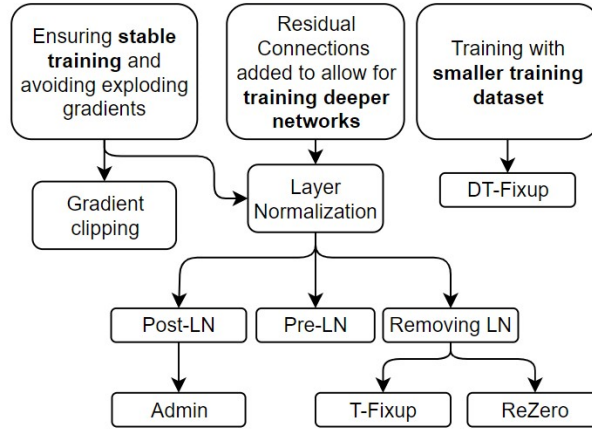 Ensuring stable
training and
avoiding exploding
gradients
Residual
Connections
added to allow for
training deeper
networks
Training with
smaller training
dataset
Gradient
clipping
Layer
Normalization
DT-Fixup
Post-LN
Pre-LN
Removing LN
Admin
T-Fixup
ReZero